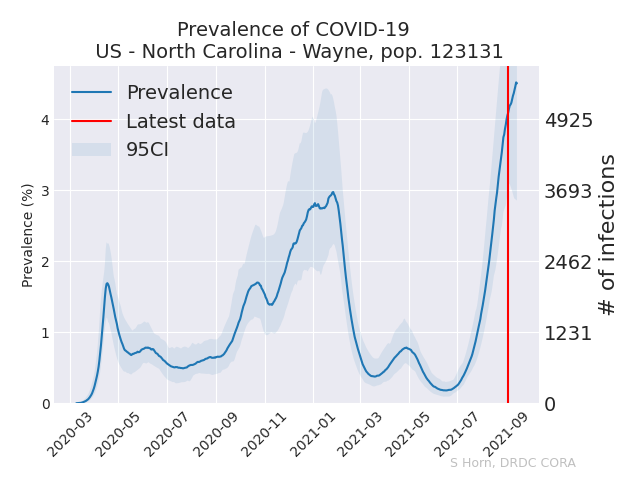 Prevalence of COVID-19
US - North Carolina - Wayne, pop. 123131
Prevalence
Latest data
95CI
Prevalence (%)
4
3
2
1
0
4925
3693
2462
1231
0
# of infections
2020-03
2020-05
2020-07
2020-09
2020-11
2021-01
2021-03
2021-05
2021-07
2021-09
S Horn, DRDC CORA